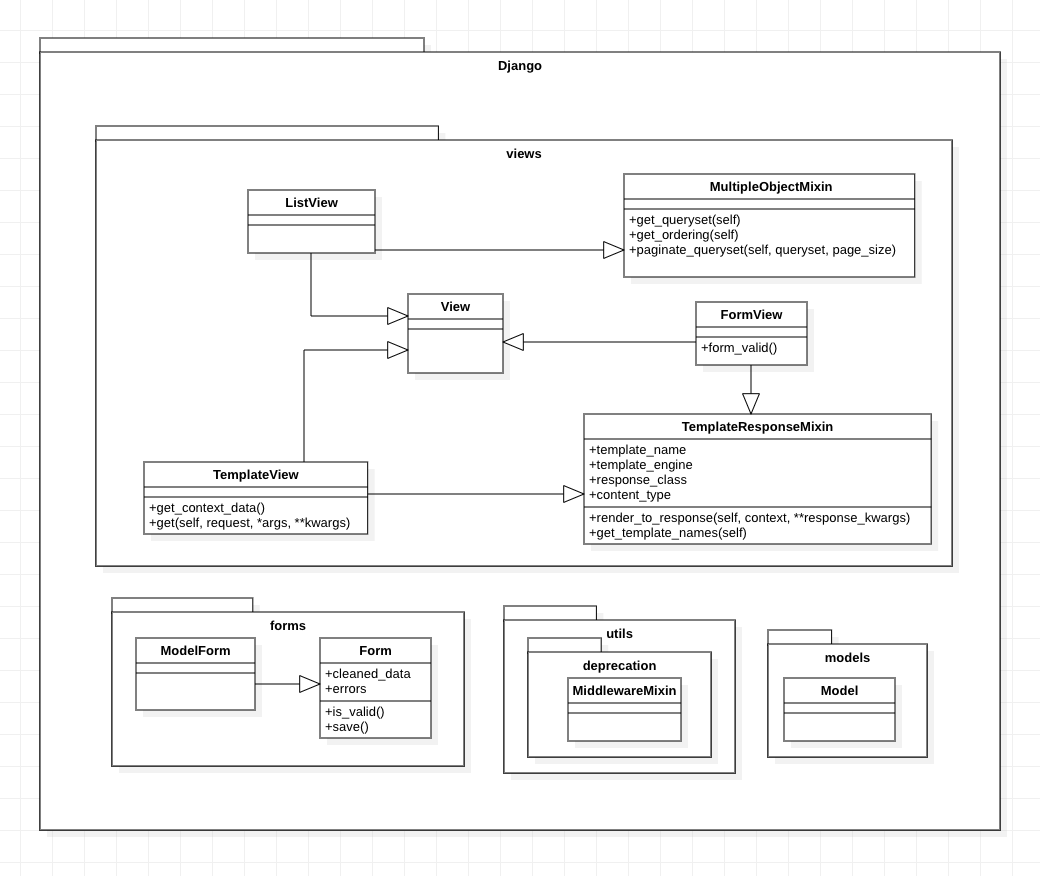 Django
views
ListView
MultipleObjectMixin
+get_queryset(self)
+get_ordering(self)
+paginate_queryset(self, queryset, page_size)
View
FormView
+form_valid()
TemplateResponseMixin
+template_name
+template_engine
+response_class
+content_type
+render_to_response(self, context, **response_kwargs)
+get_template_names(self)
TemplateView
+get_context_data()
+get(self, request, *args, **kwargs)
forms
ModelForm
Form
+cleaned_data
+errors
+is_valid()
+save()
utils
deprecation
MiddlewareMixin
models
Model